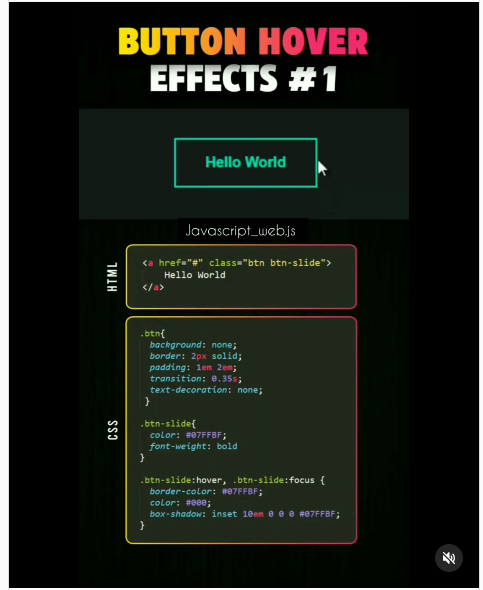 BUTTON HOVER
EFFECTS #1
Hello World
Javascript_web.js
HTML
<a href="#" class="btn btn-slide">
Hello World
</a>
CSS
.btn{
background: none;
border: 2px solid;
padding: 1em 2em;
transition: 0.35s;
text-decoration: none;
}
.btn-slide{
color: #07FFBF;
font-weight: bold
}
.btn-slide:hover, .btn-slide:focus {
border-color: #07FFBF;
color: #000;
box-shadow: inset 10em 0 0 0 #07FFBF;
}